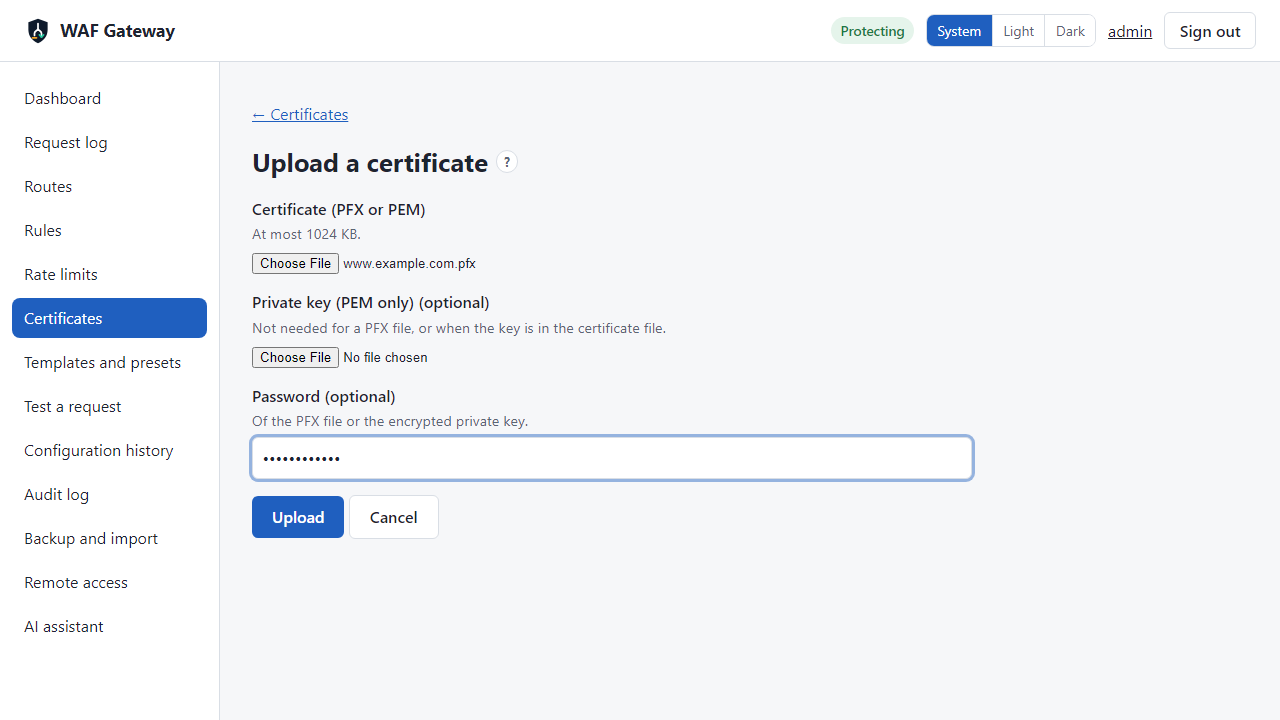 WAF Gateway
Protecting
System
Light
Dark
admin
Sign out
Dashboard
Request log
Routes
Rules
Rate limits
Certificates
Templates and presets
Test a request
Configuration history
Audit log
Backup and import
Remote access
AI assistant
← Certificates
Upload a certificate ?
Certificate (PFX or PEM)
At most 1024 KB.
Choose File www.example.com.pfx
Private key (PEM only) (optional)
Not needed for a PFX file, or when the key is in the certificate file.
Choose File No file chosen
Password (optional)
Of the PFX file or the encrypted private key.
••••••••••••
Upload
Cancel